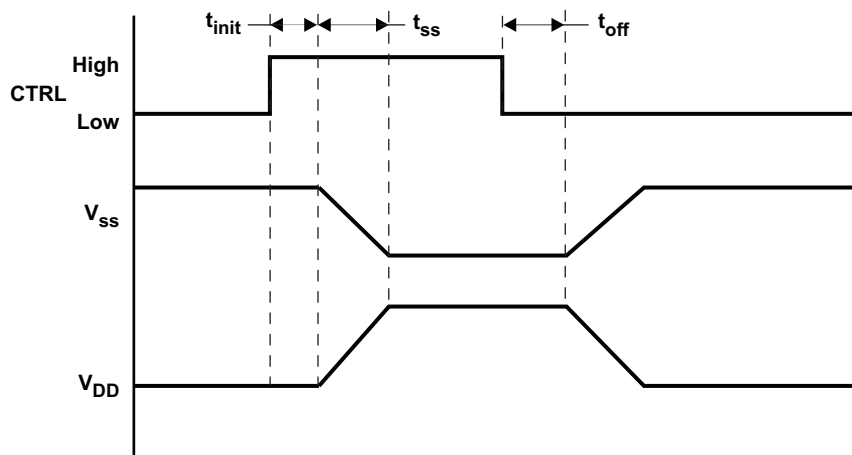 t_init
t_ss
t_off
High
CTRL
Low
V_ss
V_DD